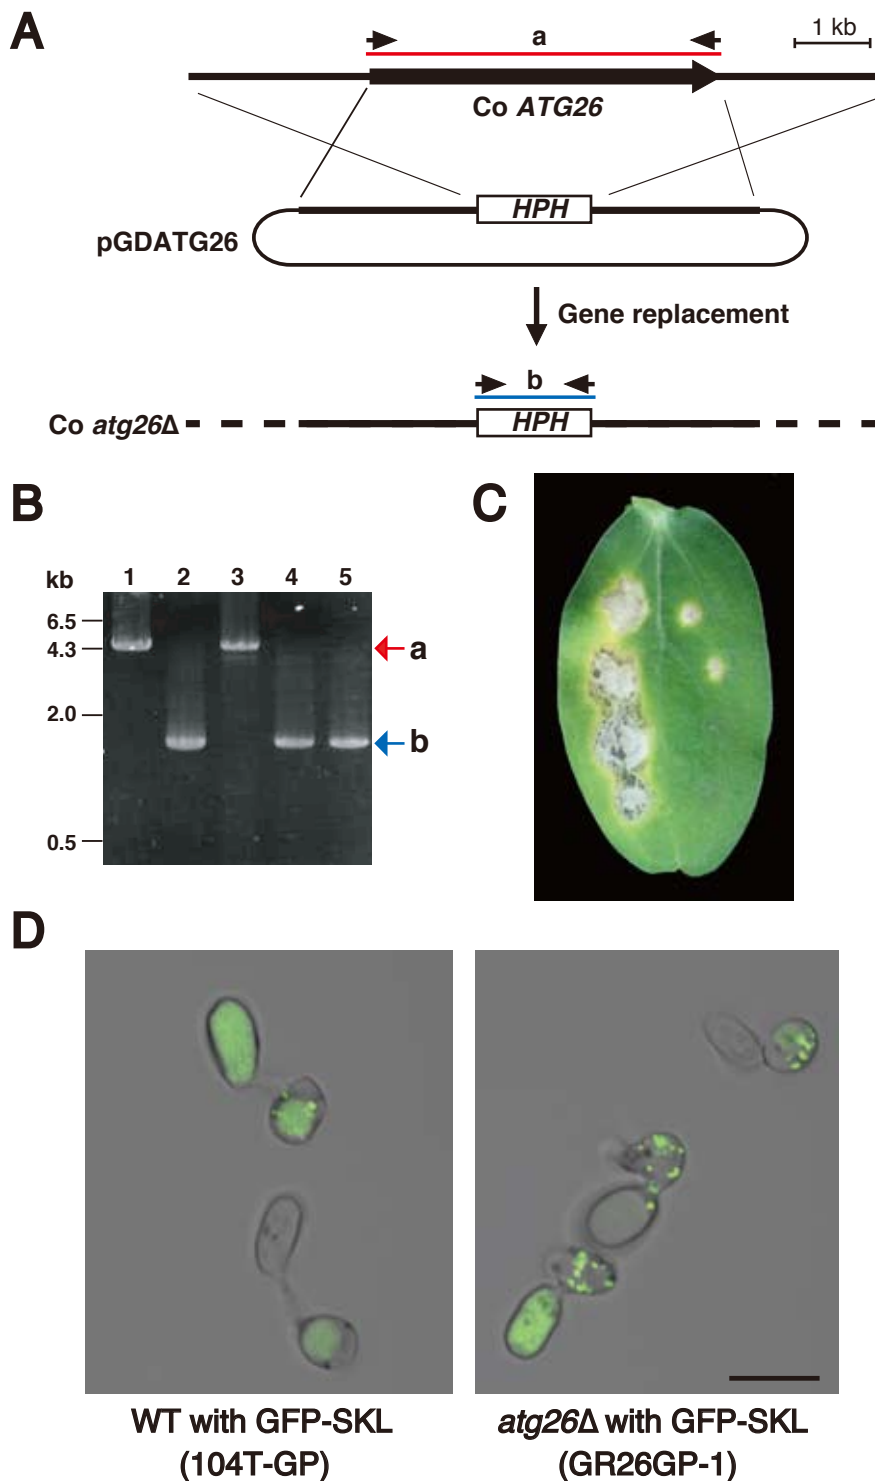 A
a
1 kb
Co ATG26
HPH
pGDATG26
Gene replacement
b
Co atg26Δ
HPH
B
kb 1 2 3 4 5
6.5
4.3
a
2.0
b
0.5
C
D
WT with GFP-SKL
(104T-GP)
atg26Δ with GFP-SKL
(GR26GP-1)